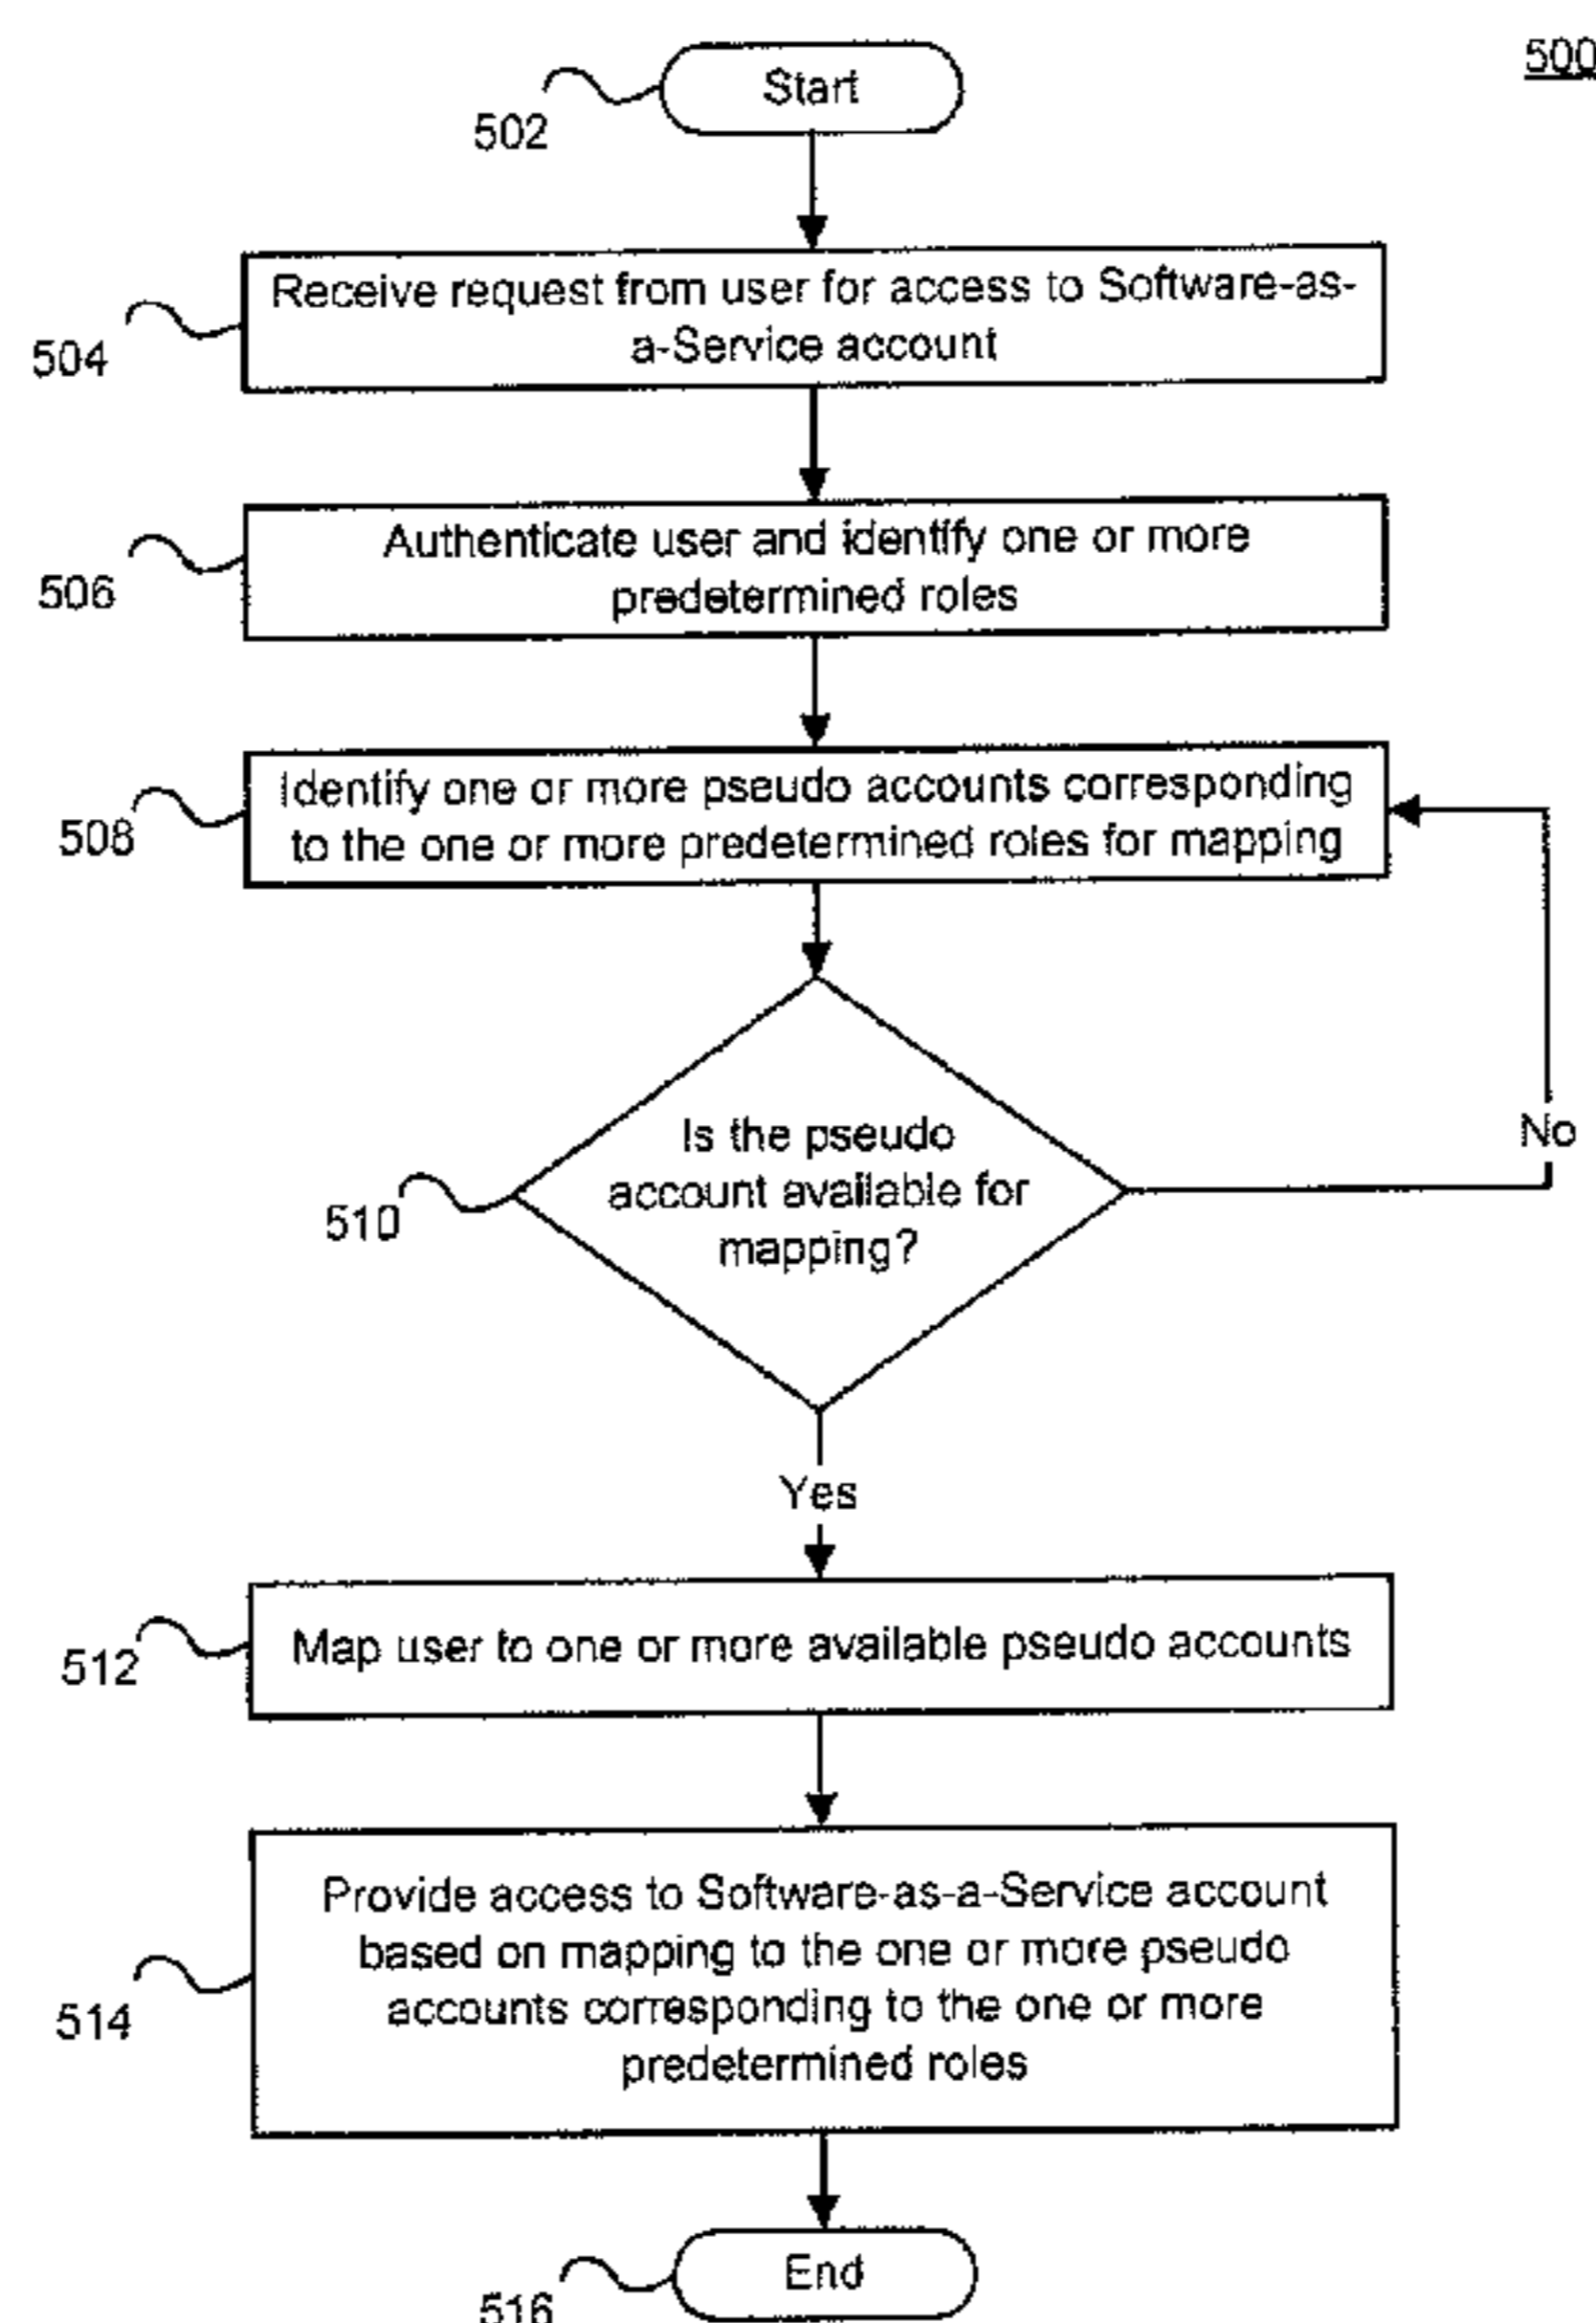 500
Start
502
Receive request from user for access to Software-as-
a-Service account
504
Authenticate user and identify one or more
predetermined roles
506
Identify one or more pseudo accounts corresponding
to the one or more predetermined roles for mapping
508
Is the pseudo
account available for
mapping?
No
510
Yes
Map user to one or more available pseudo accounts
512
Provide access to Software-as-a-Service account
based on mapping to the one or more pseudo
accounts corresponding to the one or more
predetermined roles
514
End
516